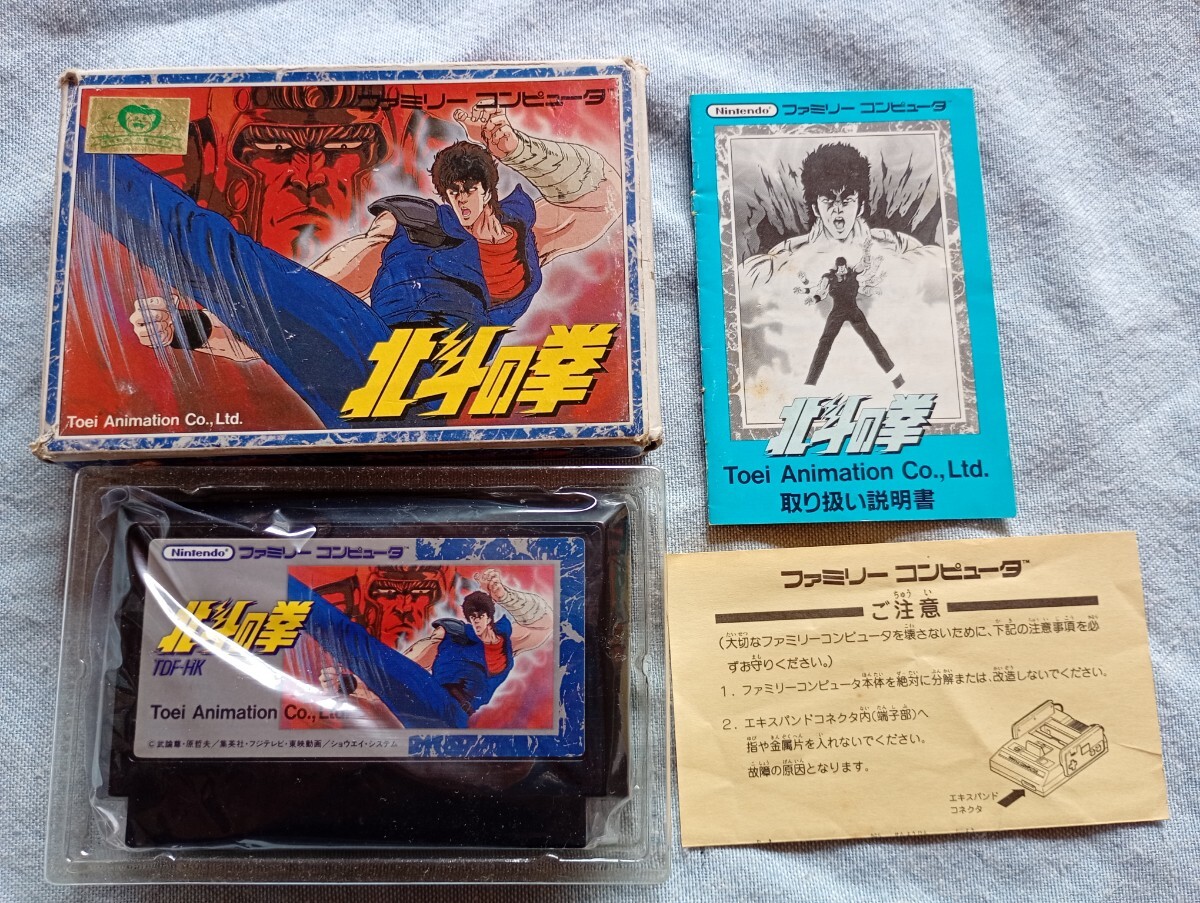 ファミリー コンピュータ™
北斗の拳
Toei Animation Co., Ltd.
Nintendo® ファミリー コンピュータ™
北斗の拳
Toei Animation Co., Ltd.
取り扱い説明書
Nintendo® ファミリー コンピュータ™
北斗の拳
TDF-HK
Toei Animation Co., Ltd.
©武論尊・原哲夫/集英社・フジテレビ・東映動画/ショウエイ・システム
ファミリー コンピュータ™
ご注意
(大切なファミリーコンピュータを壊さないために、下記の注意事項を必
ずお守りください。)
1. ファミリーコンピュータ本体を絶対に分解または、改造しないでください。
2. エキスパンドコネクタ内(端子部)へ
指や金属片を入れないでください。
故障の原因となります。
エキスパンド
コネクタ